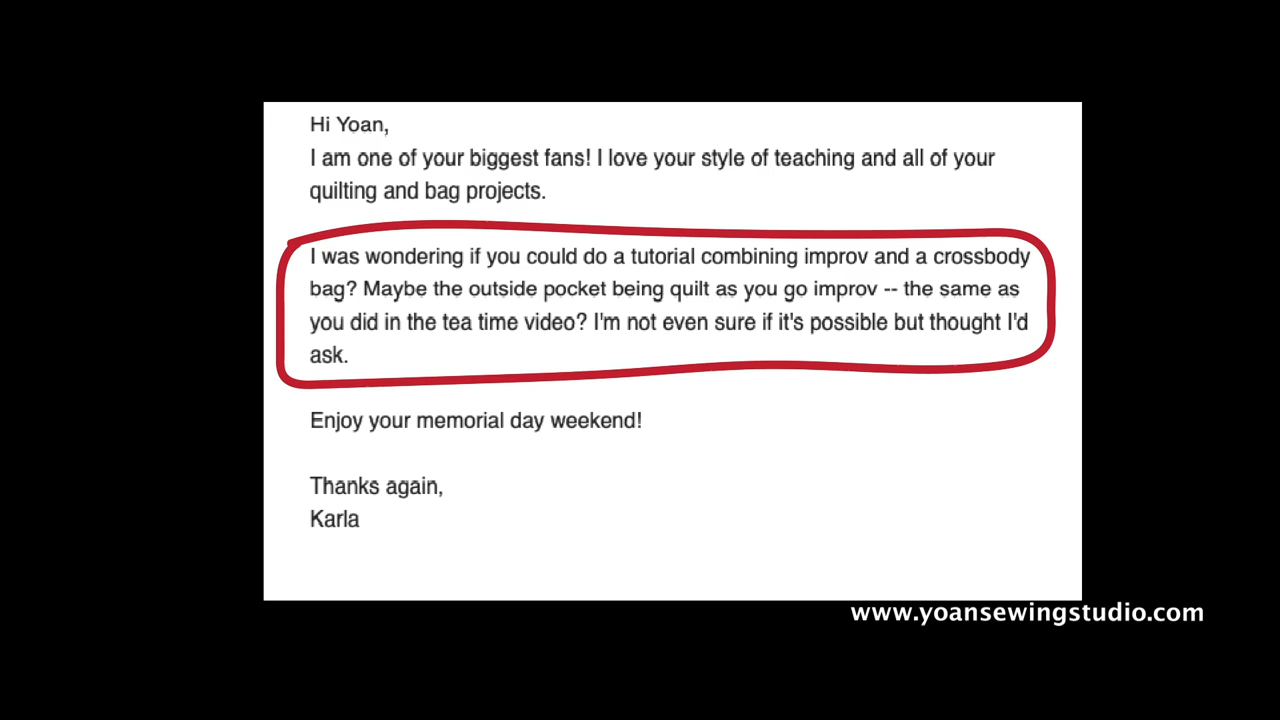 Hi Yoan,
I am one of your biggest fans! I love your style of teaching and all of your
quilting and bag projects.
I was wondering if you could do a tutorial combining improv and a crossbody
bag? Maybe the outside pocket being quilt as you go improv -- the same as
you did in the tea time video? I'm not even sure if it's possible but thought I'd
ask.
Enjoy your memorial day weekend!
Thanks again,
Karla
www.yoansewingstudio.com